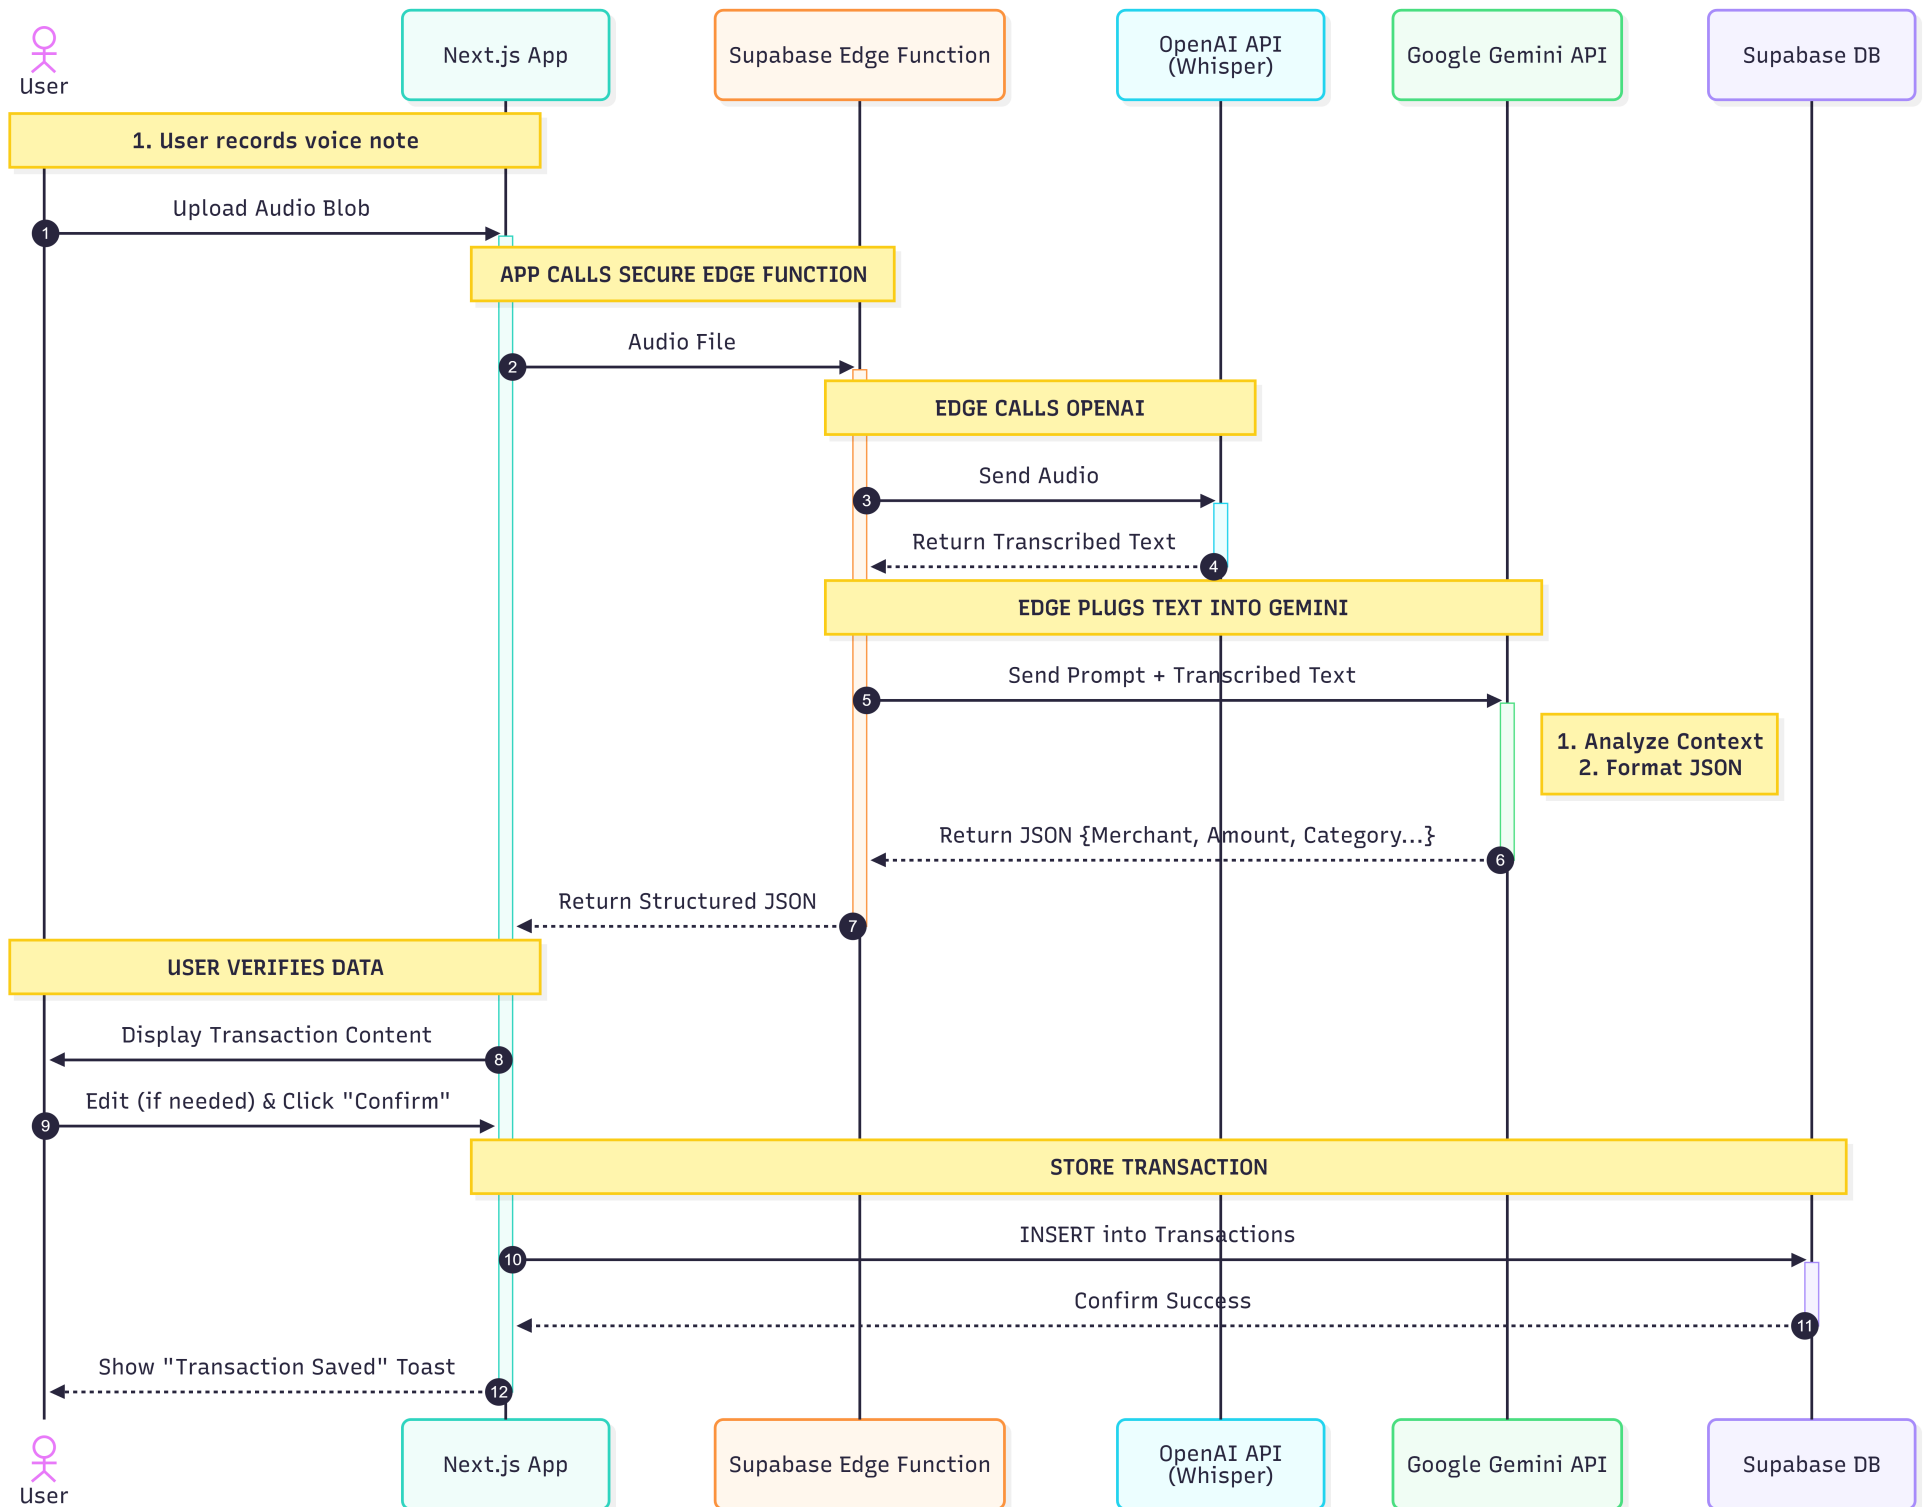 User
Next.js App
Supabase Edge Function
OpenAI API
(Whisper)
Google Gemini API
Supabase DB
1. User records voice note
Upload Audio Blob
1
APP CALLS SECURE EDGE FUNCTION
Audio File
2
EDGE CALLS OPENAI
Send Audio
3
Return Transcribed Text
4
EDGE PLUGS TEXT INTO GEMINI
Send Prompt + Transcribed Text
5
1. Analyze Context
2. Format JSON
Return JSON {Merchant, Amount, Category...}
6
Return Structured JSON
7
USER VERIFIES DATA
Display Transaction Content
8
Edit (if needed) & Click "Confirm"
9
STORE TRANSACTION
INSERT into Transactions
10
Confirm Success
11
Show "Transaction Saved" Toast
12
User
Next.js App
Supabase Edge Function
OpenAI API
(Whisper)
Google Gemini API
Supabase DB